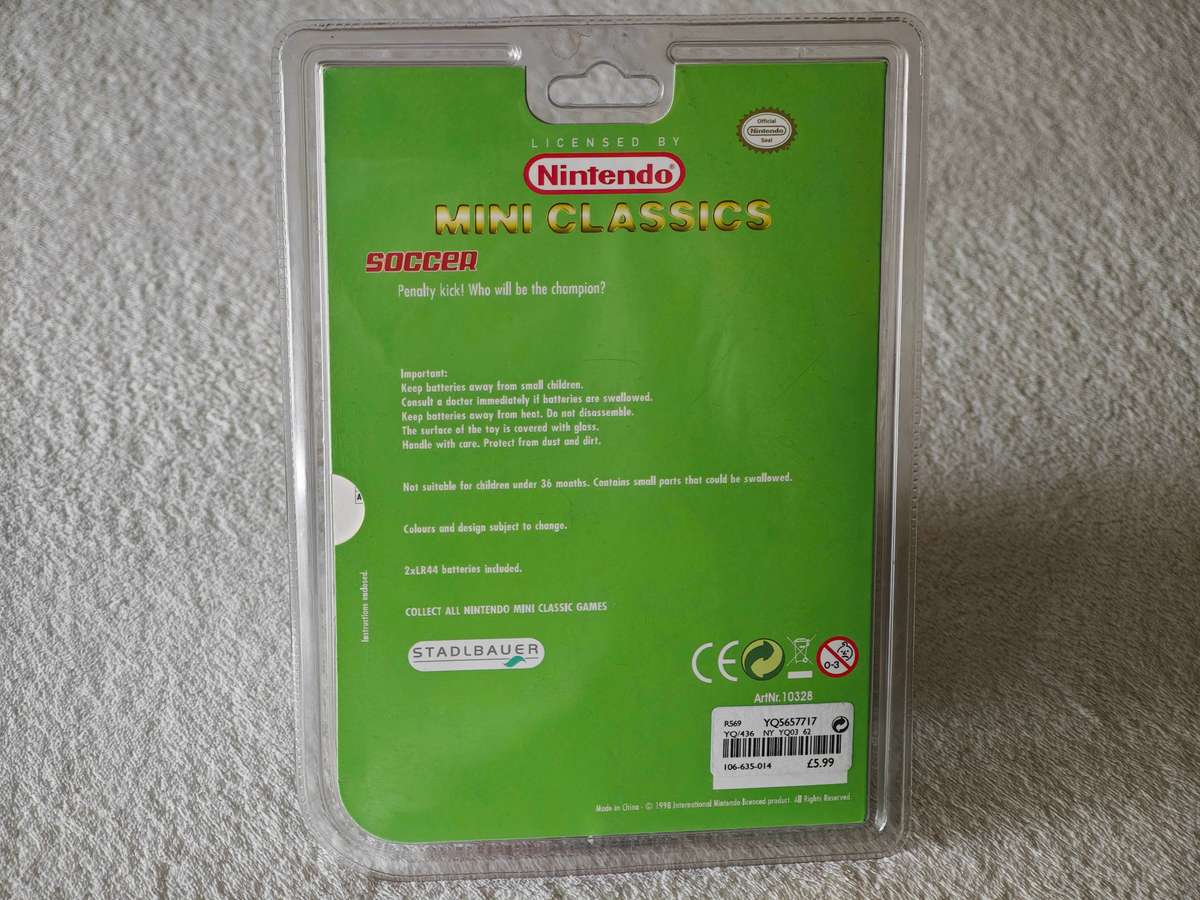 LICENSED BY
Nintendo®
MINI CLASSICS
Official
Nintendo
Seal
SOCCER
Penalty kick! Who will be the champion?
Important:
Keep batteries away from small children.
Consult a doctor immediately if batteries are swallowed.
Keep batteries away from heat. Do not disassemble.
The surface of the toy is covered with glass.
Handle with care. Protect from dust and dirt.
Not suitable for children under 36 months. Contains small parts that could be swallowed.
A
Colours and design subject to change.
2xLR44 batteries included.
Instructions enclosed.
COLLECT ALL NINTENDO MINI CLASSIC GAMES
STADLBAUER
CE
0-3
ArtNr. 10328
R569 YQ5657717
YQ/436 NY YQ03 62
106-635-014 £5.99
Made in China - © 1998 International Nintendo licenced product. All Rights Reserved